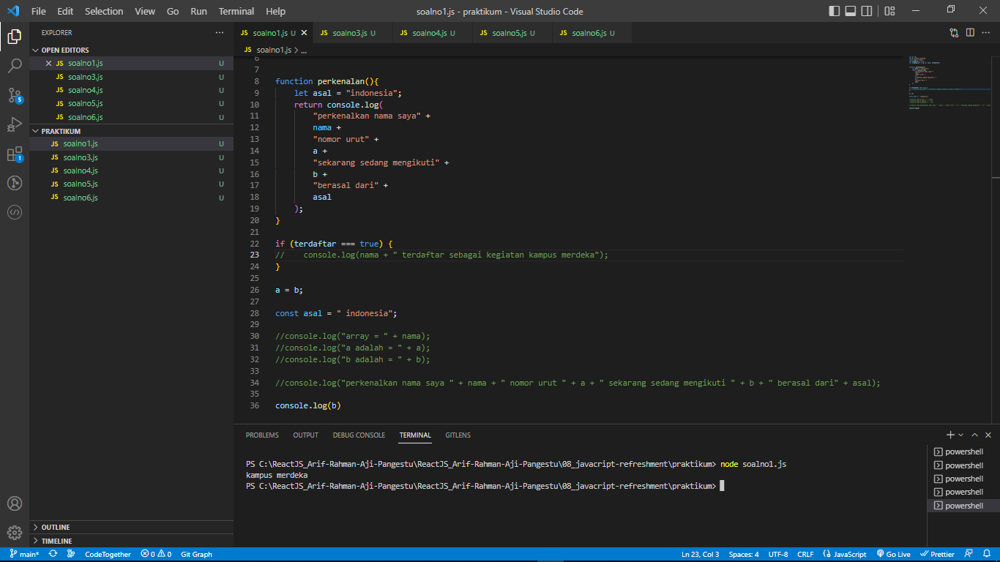 File Edit Selection View Go Run Terminal Help soalno1.js - praktikum - Visual Studio Code
EXPLORER
OPEN EDITORS
JS soalno1.js U
JS soalno3.js U
JS soalno4.js U
JS soalno5.js U
JS soalno6.js U
PRAKTIKUM
JS soalno1.js U
JS soalno3.js U
JS soalno4.js U
JS soalno5.js U
JS soalno6.js U
OUTLINE
TIMELINE
5
1
JS soalno1.js U JS soalno3.js U JS soalno4.js U JS soalno5.js U JS soalno6.js U
JS soalno1.js > ...
6
7
8 function perkenalan(){
9 let asal = "indonesia";
10 return console.log(
11 "perkenalkan nama saya" +
12 nama +
13 "nomor urut" +
14 a +
15 "sekarang sedang mengikuti" +
16 b +
17 "berasal dari" +
18 asal
19 );
20 }
21
22 if (terdaftar === true) {
23 // console.log(nama + " terdaftar sebagai kegiatan kampus merdeka");
24 }
25
26 a = b;
27
28 const asal = " indonesia";
29
30 //console.log("array = " + nama);
31 //console.log("a adalah = " + a);
32 //console.log("b adalah = " + b);
33
34 //console.log("perkenalkan nama saya " + nama + " nomor urut " + a + " sekarang sedang mengikuti " + b + " berasal dari" + asal);
35
36 console.log(b)
PROBLEMS OUTPUT DEBUG CONSOLE TERMINAL GITLENS
PS C:\ReactJS_Arif-Rahman-Aji-Pangestu\ReactJS_Arif-Rahman-Aji-Pangestu\08_javacript-refreshment\praktikum> node soalno1.js
kampus merdeka
PS C:\ReactJS_Arif-Rahman-Aji-Pangestu\ReactJS_Arif-Rahman-Aji-Pangestu\08_javacript-refreshment\praktikum>
powershell
powershell
powershell
powershell
powershell
main* CodeTogether 0 0 Git Graph Ln 23, Col 3 Spaces: 4 UTF-8 CRLF JavaScript Go Live Prettier